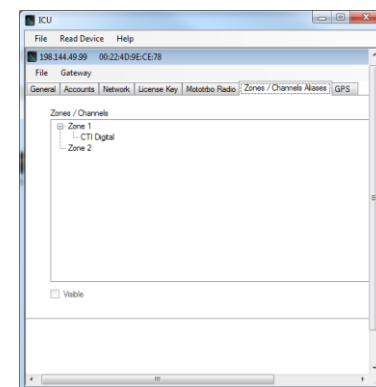 ICU
File Read Device Help
198.144.49.99 00:22:4D:9E:CE:78
File Gateway
General Accounts Network License Key Mototrbo Radio Zones / Channels Aliases GPS
Zones / Channels
Zone 1
CTI Digital
Zone 2
Visible